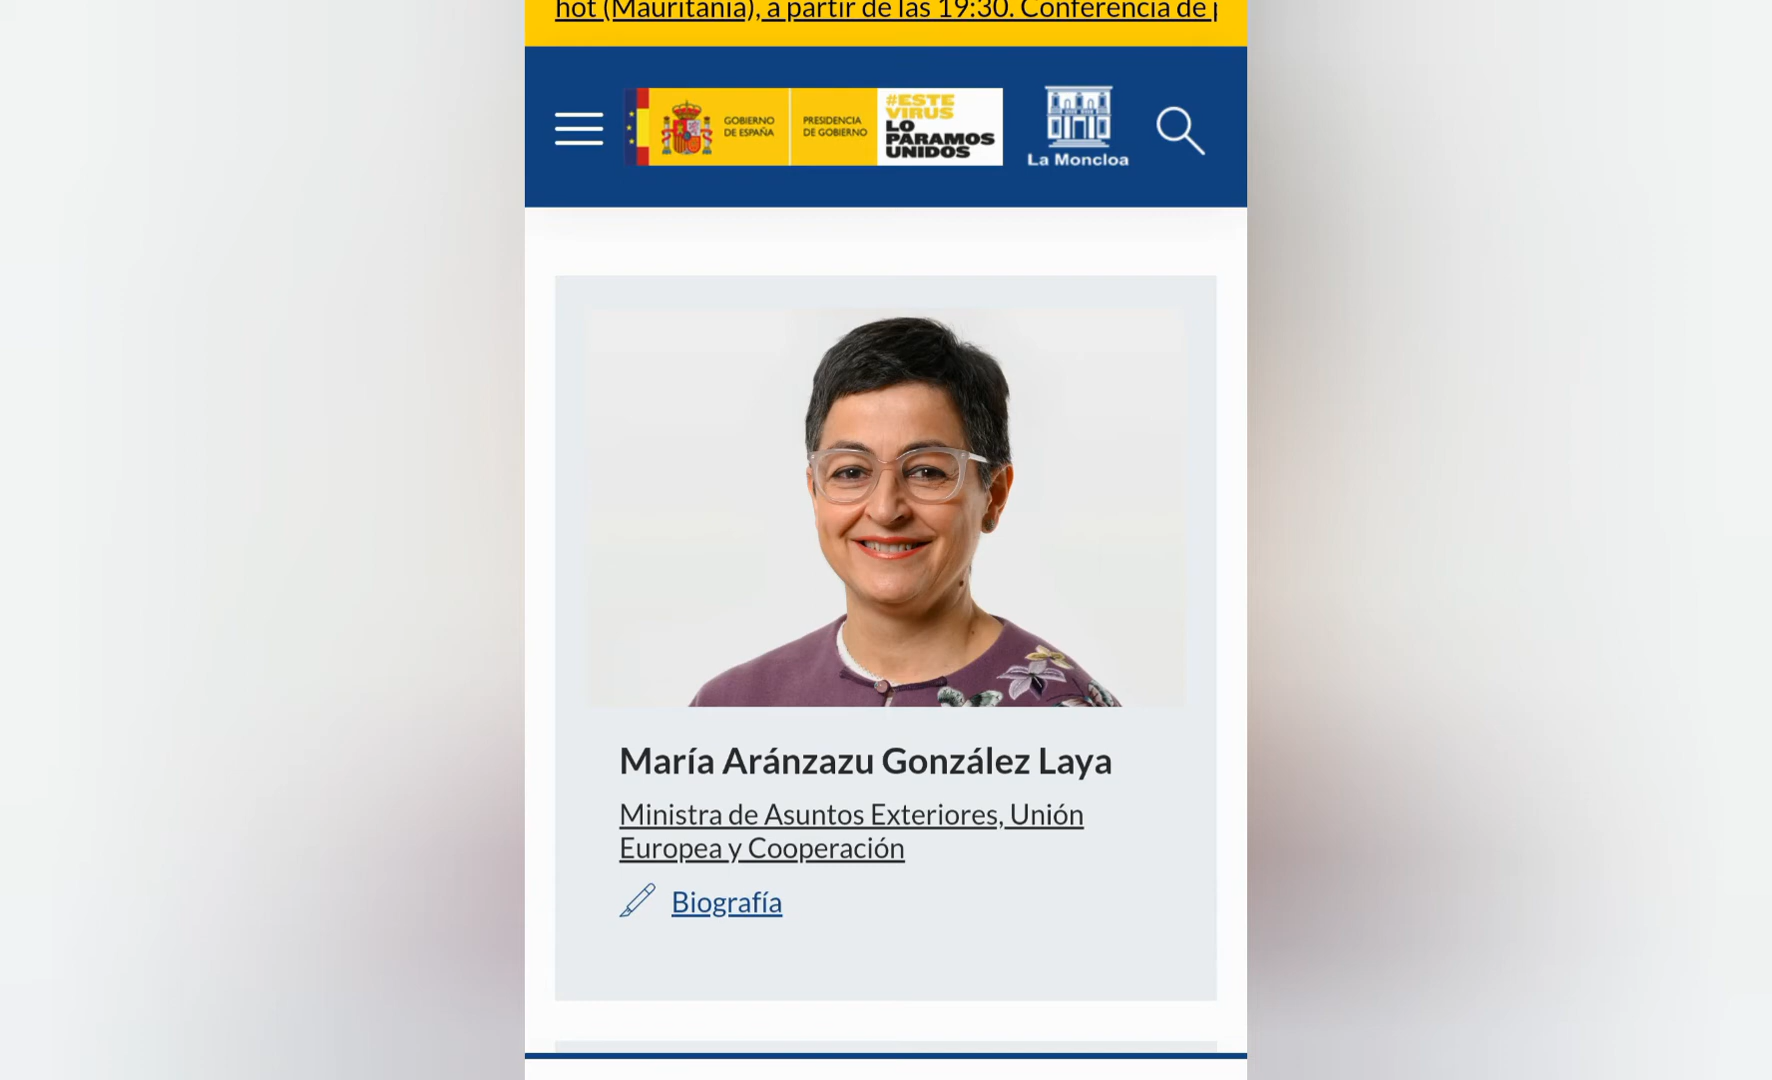 hot (Mauritania), a partir de las 19:30. Conferencia de p
GOBIERNO
DE ESPAÑA
PRESIDENCIA
DE GOBIERNO
#ESTE
VIRUS
LO
PARAMOS
UNIDOS
La Moncloa
María Aránzazu González Laya
Ministra de Asuntos Exteriores, Unión
Europea y Cooperación
Biografía